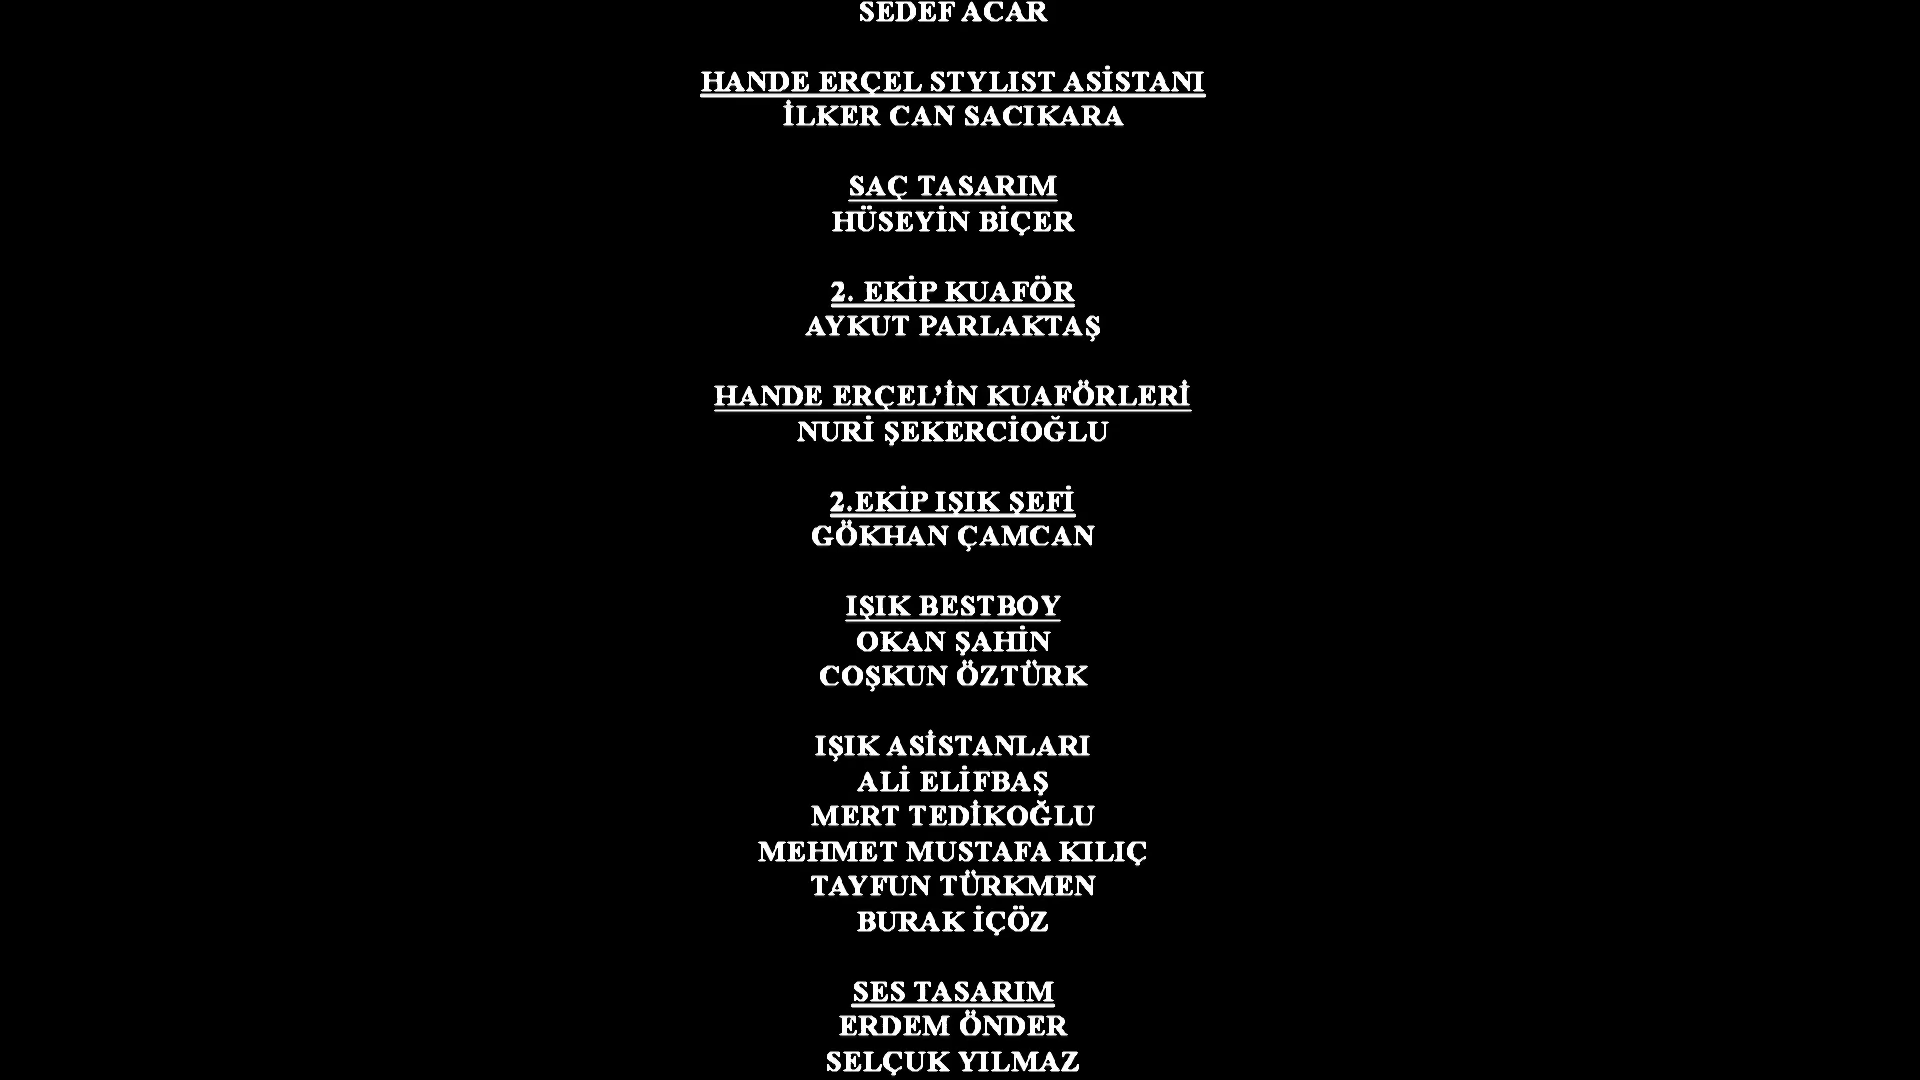 SEDEF ACAR
HANDE ERÇEL STYLIST ASİSTANI
İLKER CAN SACIKARA
SAÇ TASARIM
HÜSEYİN BİÇER
2. EKİP KUAFÖR
AYKUT PARLAKTAŞ
HANDE ERÇEL’İN KUAFÖRLERİ
NURİ ŞEKERCİOĞLU
2.EKİP IŞIK ŞEFİ
GÖKHAN ÇAMCAN
IŞIK BESTBOY
OKAN ŞAHİN
COŞKUN ÖZTÜRK
IŞIK ASİSTANLARI
ALİ ELİFBAŞ
MERT TEDİKOĞLU
MEHMET MUSTAFA KILIÇ
TAYFUN TÜRKMEN
BURAK İÇÖZ
SES TASARIM
ERDEM ÖNDER
SELÇUK YILMAZ